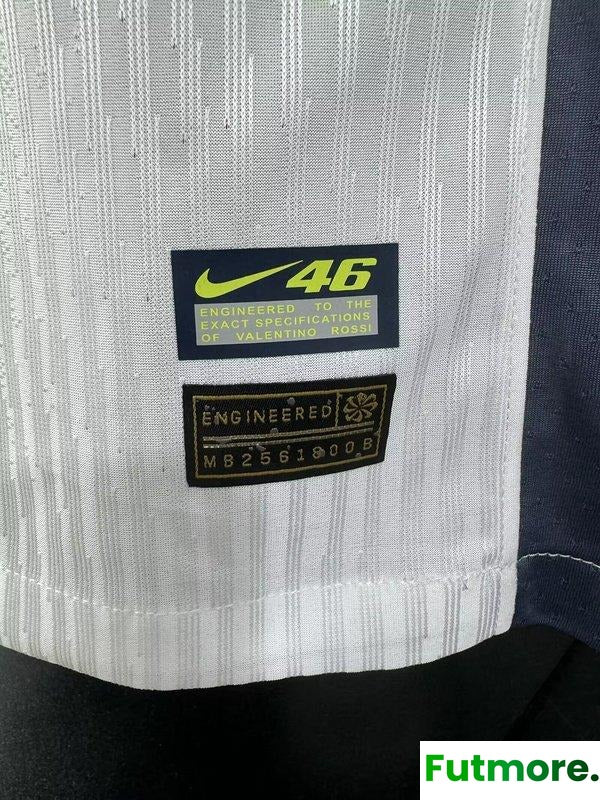 46
ENGINEERED TO THE
EXACT SPECIFICATIONS
OF VALENTINO ROSSI
ENGINEERED
MB2561800B
Futmore.